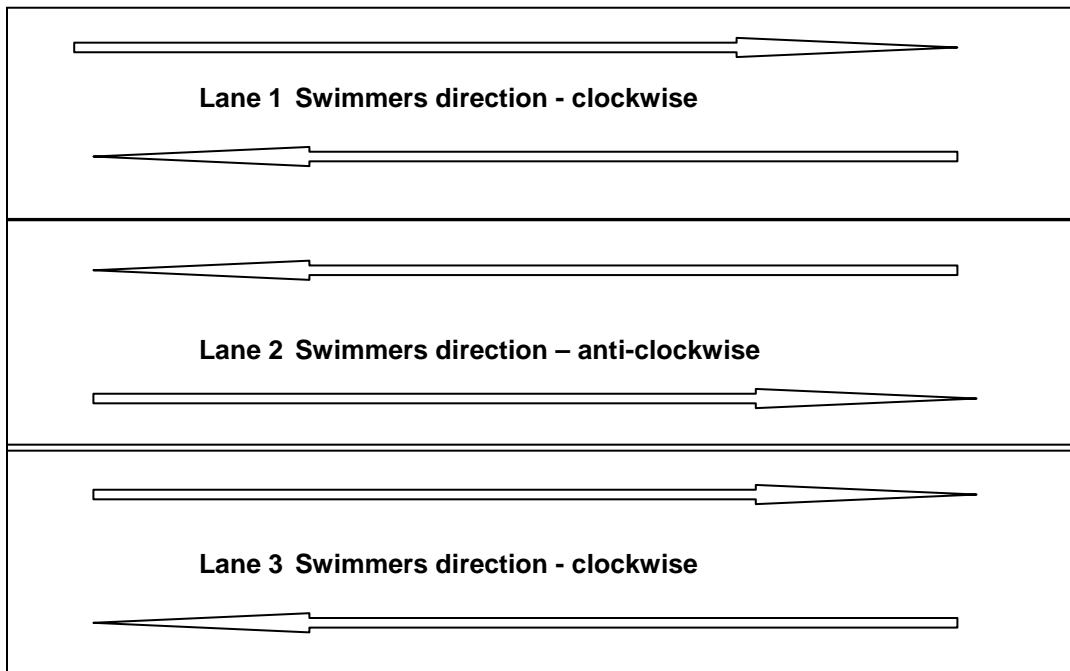 Lane 1 Swimmers direction - clockwise
Lane 2 Swimmers direction – anti-clockwise
Lane 3 Swimmers direction - clockwise